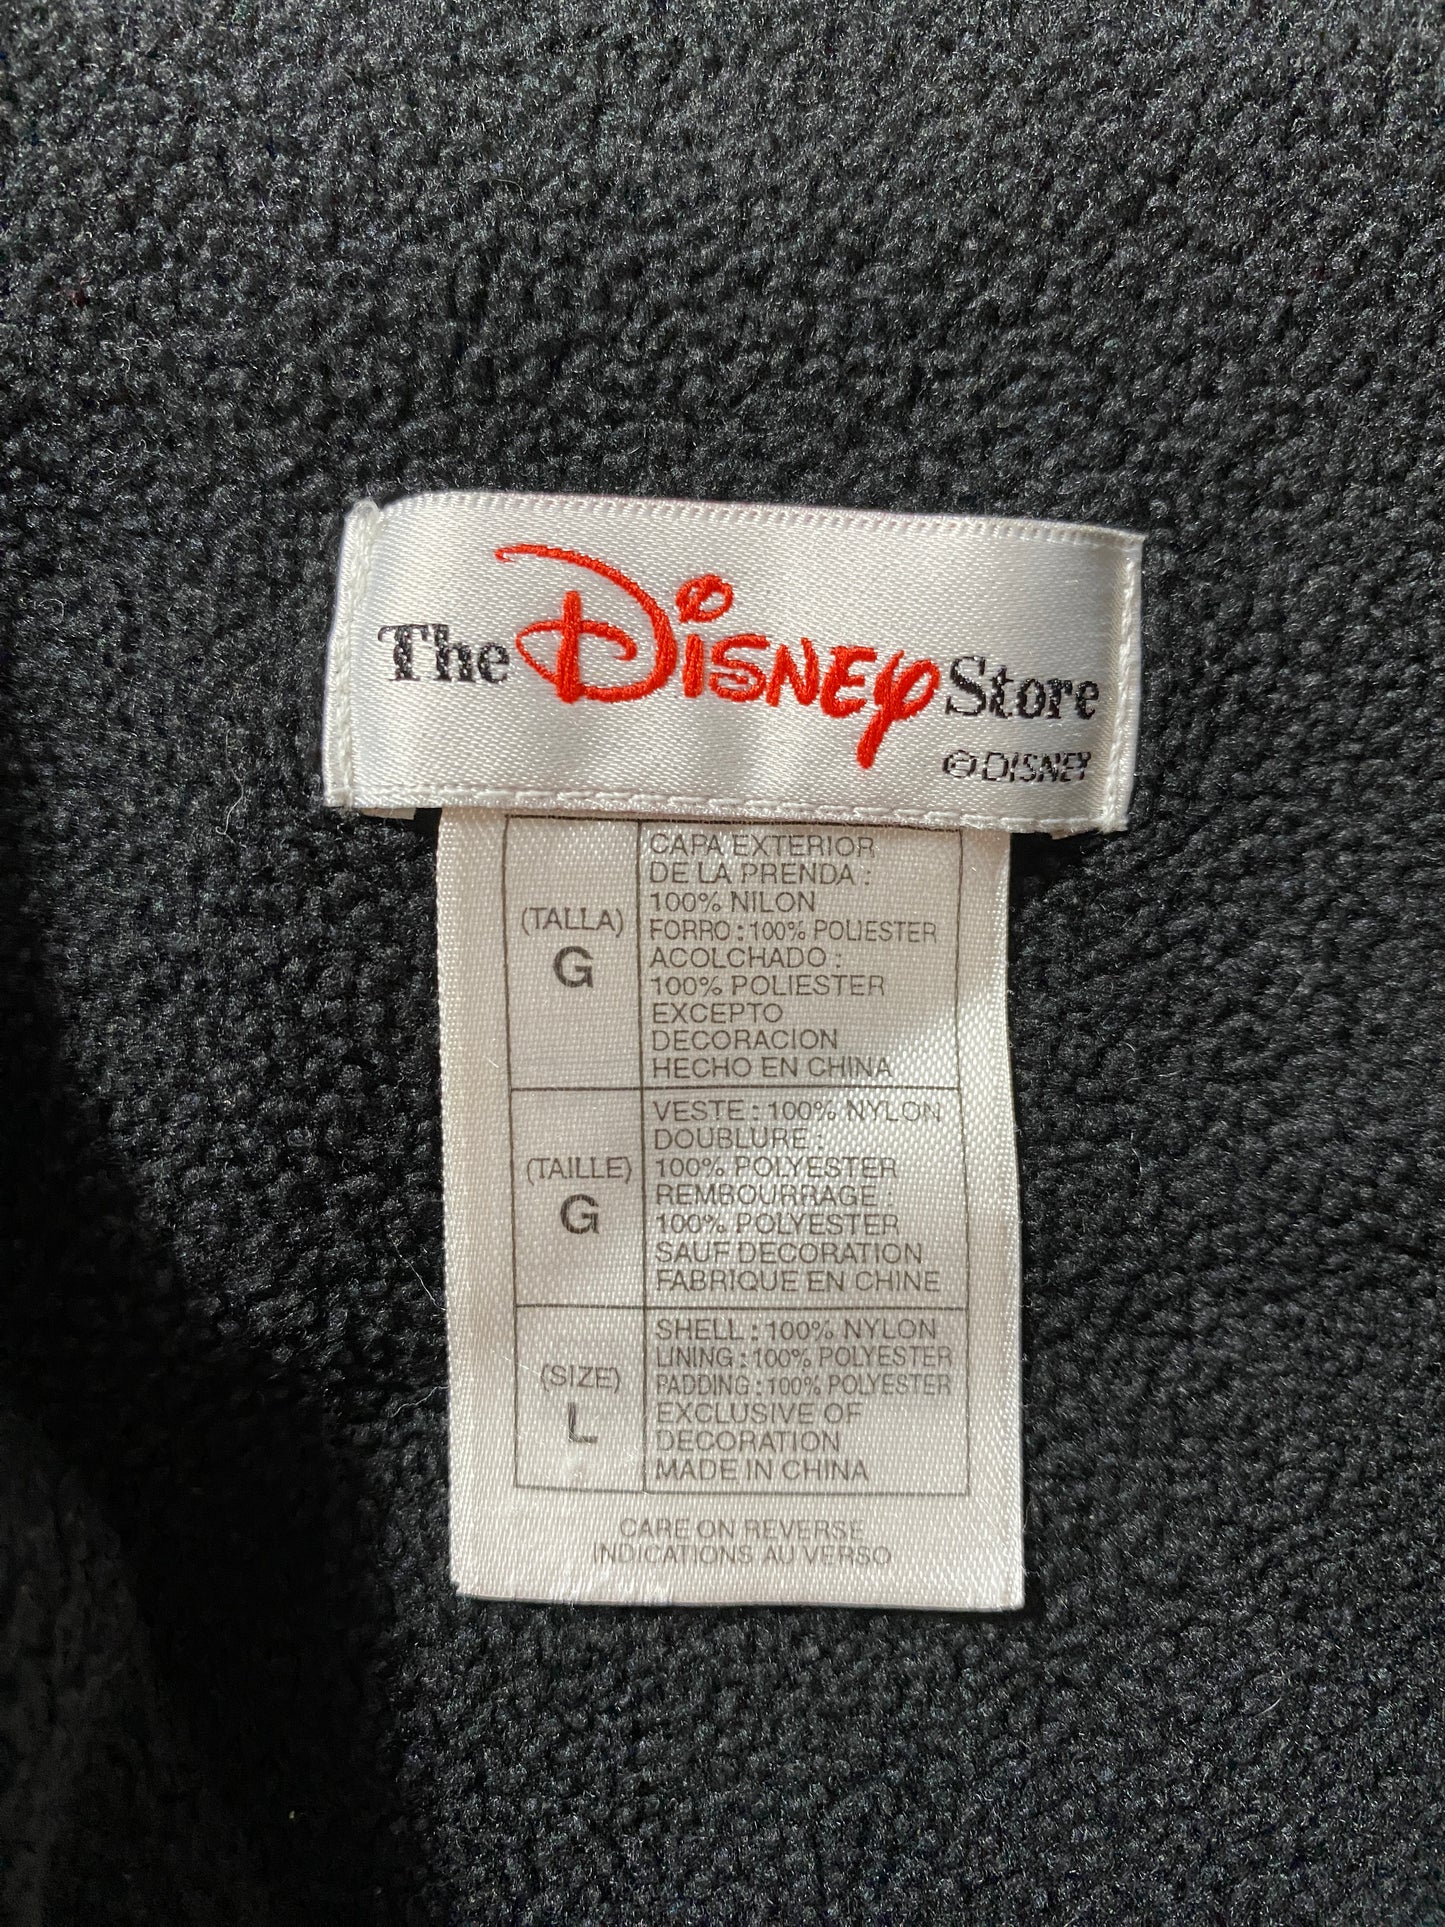 The Disney Store
© DISNEY
(TALLA)
G
CAPA EXTERIOR
DE LA PRENDA :
100% NILON
FORRO : 100% POLIESTER
ACOLCHADO :
100% POLIESTER
EXCEPTO
DECORACION
HECHO EN CHINA
(TAILLE)
G
VESTE : 100% NYLON
DOUBLURE :
100% POLYESTER
REMBOURRAGE :
100% POLYESTER
SAUF DECORATION
FABRIQUE EN CHINE
(SIZE)
L
SHELL : 100% NYLON
LINING : 100% POLYESTER
PADDING : 100% POLYESTER
EXCLUSIVE OF
DECORATION
MADE IN CHINA
CARE ON REVERSE
INDICATIONS AU VERSO